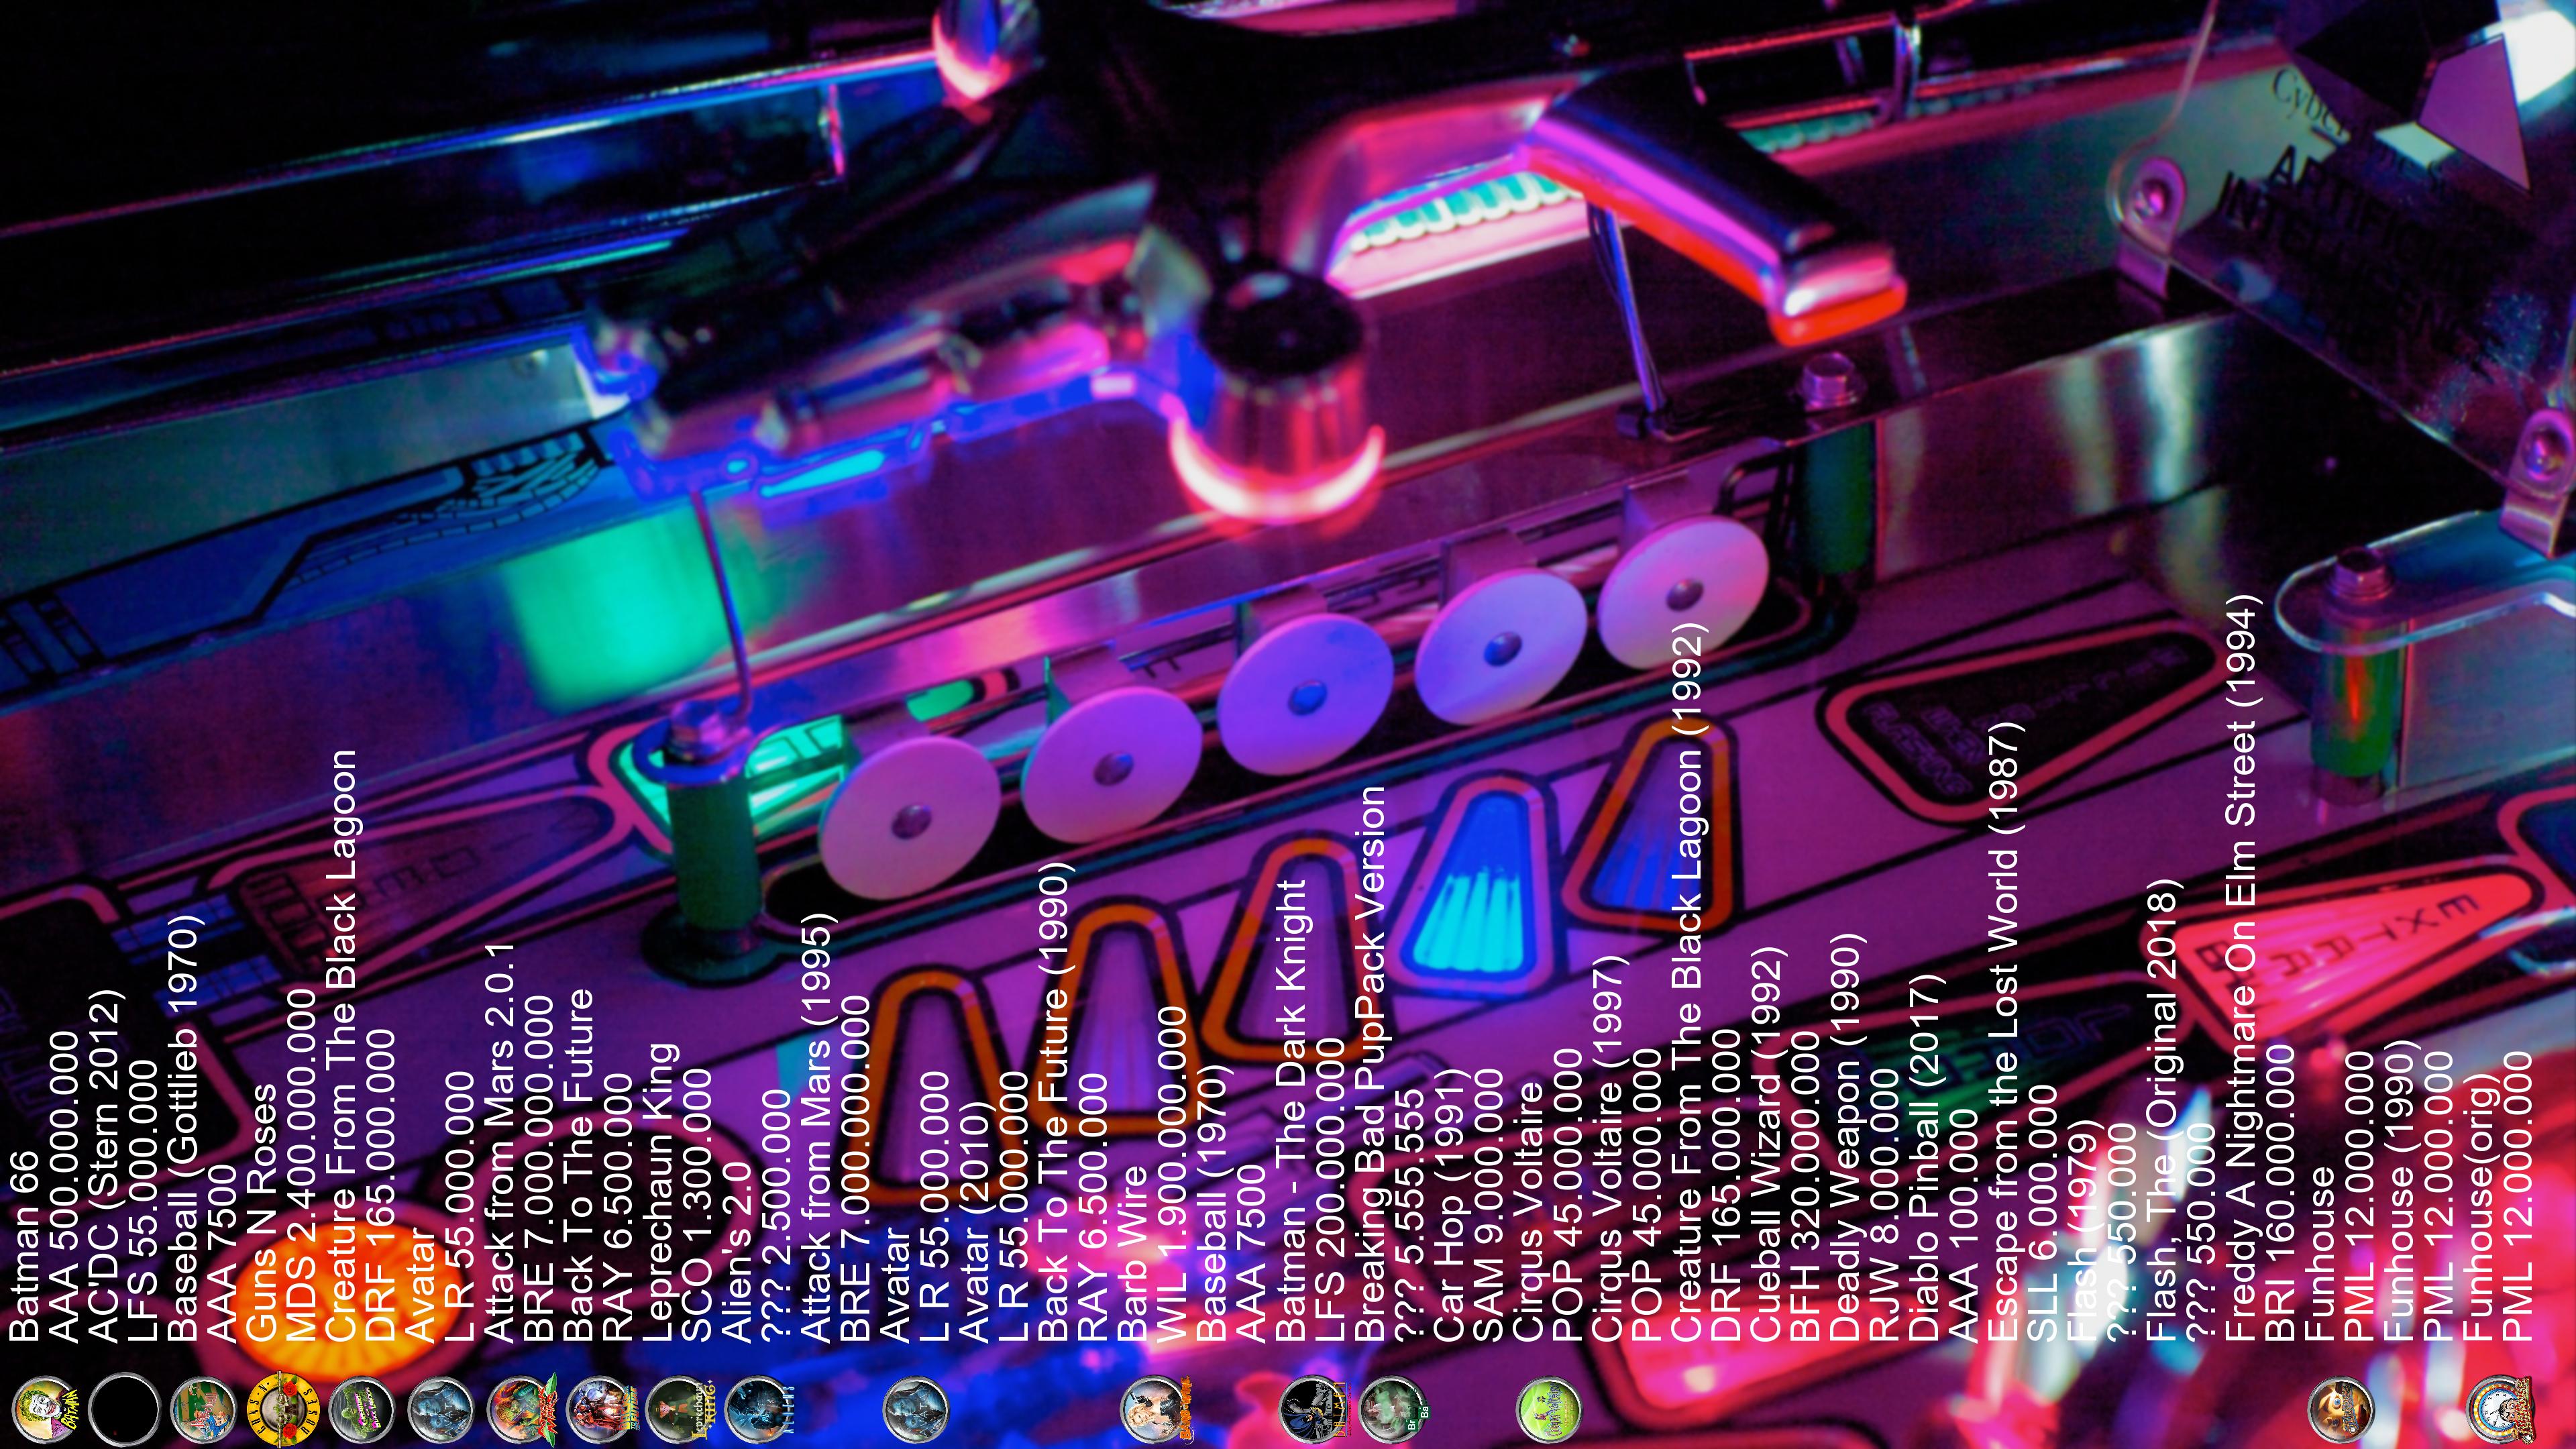 Batman 66
AAA 500.000.000
AC'DC (Stern 2012)
LFS 55.000.000
Baseball (Gottlieb 1970)
AAA 7500
Guns N Roses
MDS 2.400.000.000
Creature From The Black Lagoon
DRF 165.000.000
Avatar
L R 55.000.000
Attack from Mars 2.0.1
BRE 7.000.000.000
Back To The Future
RAY 6.500.000
Leprechaun King
SCO 1.300.000
Alien's 2.0
??? 2.500.000
Attack from Mars (1995)
BRE 7.000.000.000
Avatar
L R 55.000.000
Avatar (2010)
L R 55.000.000
Back To The Future (1990)
RAY 6.500.000
Barb Wire
WIL 1.900.000.000
Baseball (1970)
AAA 7500
Batman - The Dark Knight
LFS 200.000.000
Breaking Bad PupPack Version
??? 5.555.555
Car Hop (1991)
SAM 9.000.000
Cirqus Voltaire
POP 45.000.000
Cirqus Voltaire (1997)
POP 45.000.000
Creature From The Black Lagoon (1992)
DRF 165.000.000
Cueball Wizard (1992)
BFH 320.000.000
Deadly Weapon (1990)
RJW 8.000.000
Diablo Pinball (2017)
AAA 100.000
Escape from the Lost World (1987)
SLL 6.000.000
Flash (1979)
??? 550.000
Flash, The (Original 2018)
??? 550.000
Freddy A Nightmare On Elm Street (1994)
BRI 160.000.000
Funhouse
PML 12.000.000
Funhouse (1990)
PML 12.000.000
Funhouse(orig)
PML 12.000.000
ARTIFICIAL
INTELLIGENCE
EXTRA